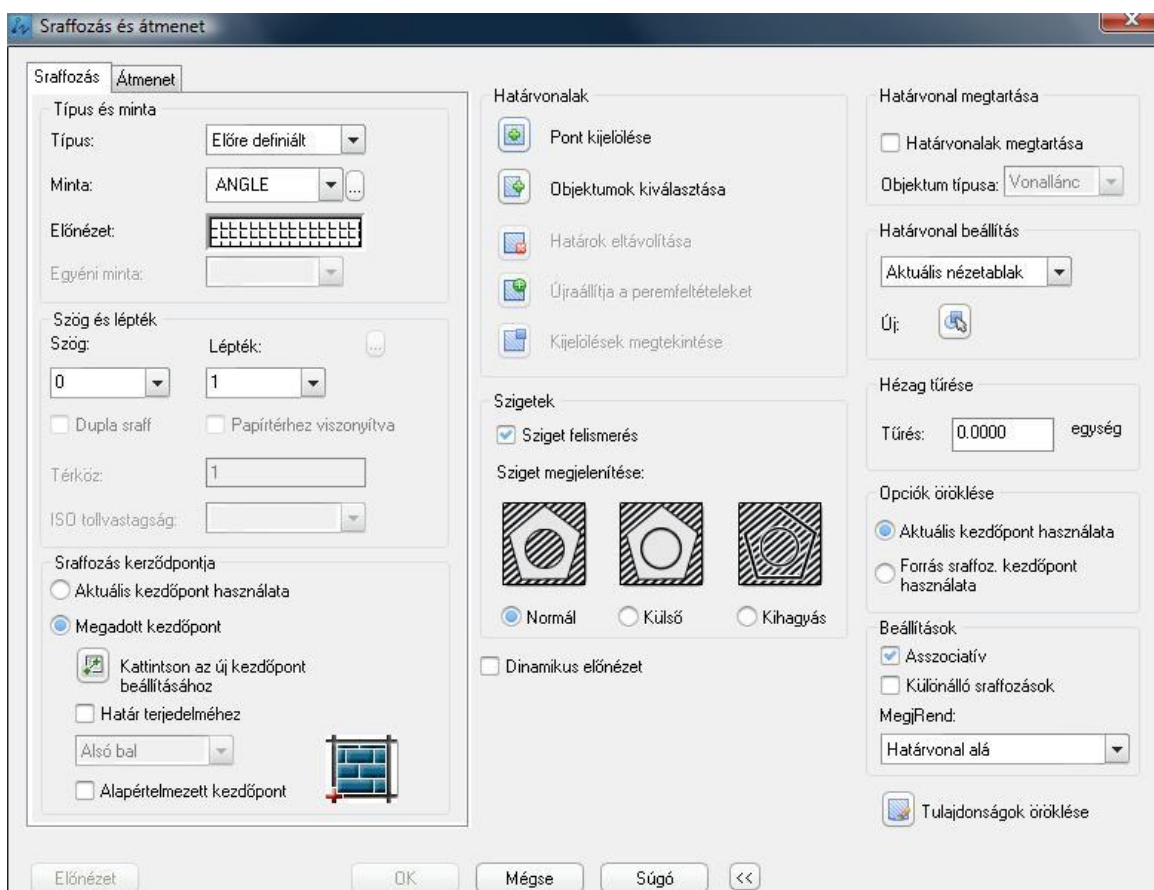 Sraffozás és átmenet
Sraffozás
Átmenet
Típus és minta
Típus:
Előre definiált
Minta:
ANGLE
...
Előnézet:
Egyéni minta:
Szög és lépték
Szög:
Lépték:
...
0
1
Dupla sraff
Papírtérhez viszonyítva
Térköz:
1
ISO tollvastagság:
Sraffozás kerződpontja
Aktuális kezdőpont használata
Megadott kezdőpont
Kattintson az új kezdőpont
beállításához
Határ terjedelméhez
Alsó bal
Alapértelmezett kezdőpont
Határvonalak
Pont kijelölése
Objektumok kiválasztása
Határok eltávolítása
Újraállítja a peremfeltételeket
Kijelölések megtekintése
Szigetek
Sziget felismerés
Sziget megjelenítése:
Normál
Külső
Kihagyás
Dinamikus előnézet
Határvonal megtartása
Határvonalak megtartása
Objektum típusa:
Vonallánc
Határvonal beállítás
Aktuális nézetablak
Új:
Hézag tűrése
Tűrés:
0.0000
egység
Opciók öröklése
Aktuális kezdőpont használata
Forrás sraffoz. kezdőpont
használata
Beállítások
Asszociatív
Különálló sraffozások
MegjRend:
Határvonal alá
Tulajdonságok öröklése
Előnézet
OK
Mégse
Súgó
<<